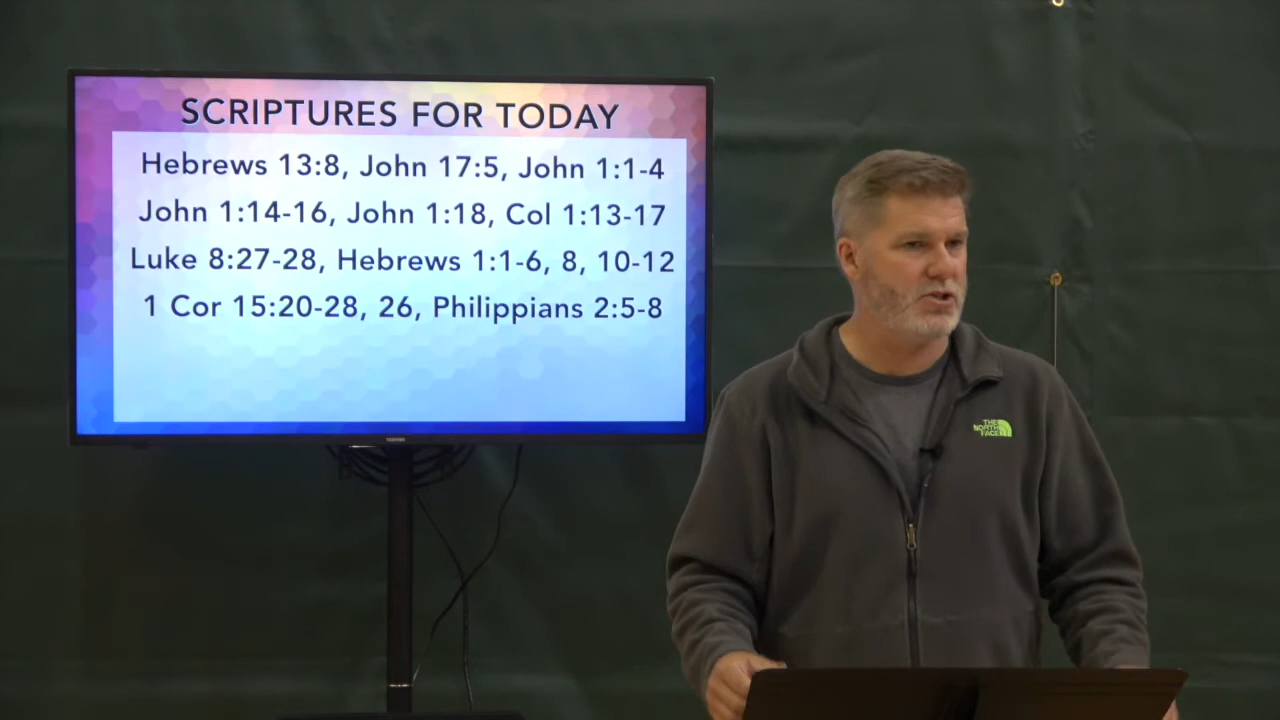 SCRIPTURES FOR TODAY
Hebrews 13:8, John 17:5, John 1:1-4
John 1:14-16, John 1:18, Col 1:13-17
Luke 8:27-28, Hebrews 1:1-6, 8, 10-12
1 Cor 15:20-28, 26, Philippians 2:5-8
TOSHIBA
THE
NORTH
FACE